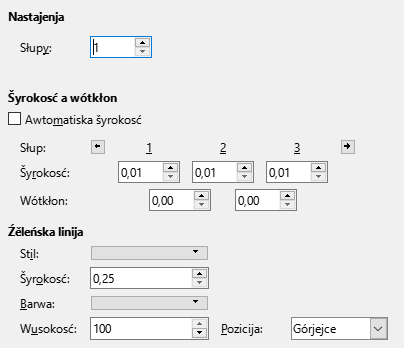 Nastajenja
Słupy: 1
Šyrokosć a wótkłon
Awtomatiska šyrokosć
Słup: 1 2 3
Šyrokosć: 0,01 0,01 0,01
Wótkłon: 0,00 0,00
Źěleńska linija
Stil:
Šyrokosć: 0,25
Barwa:
Wusokosć: 100 Pozicija: Górjejce